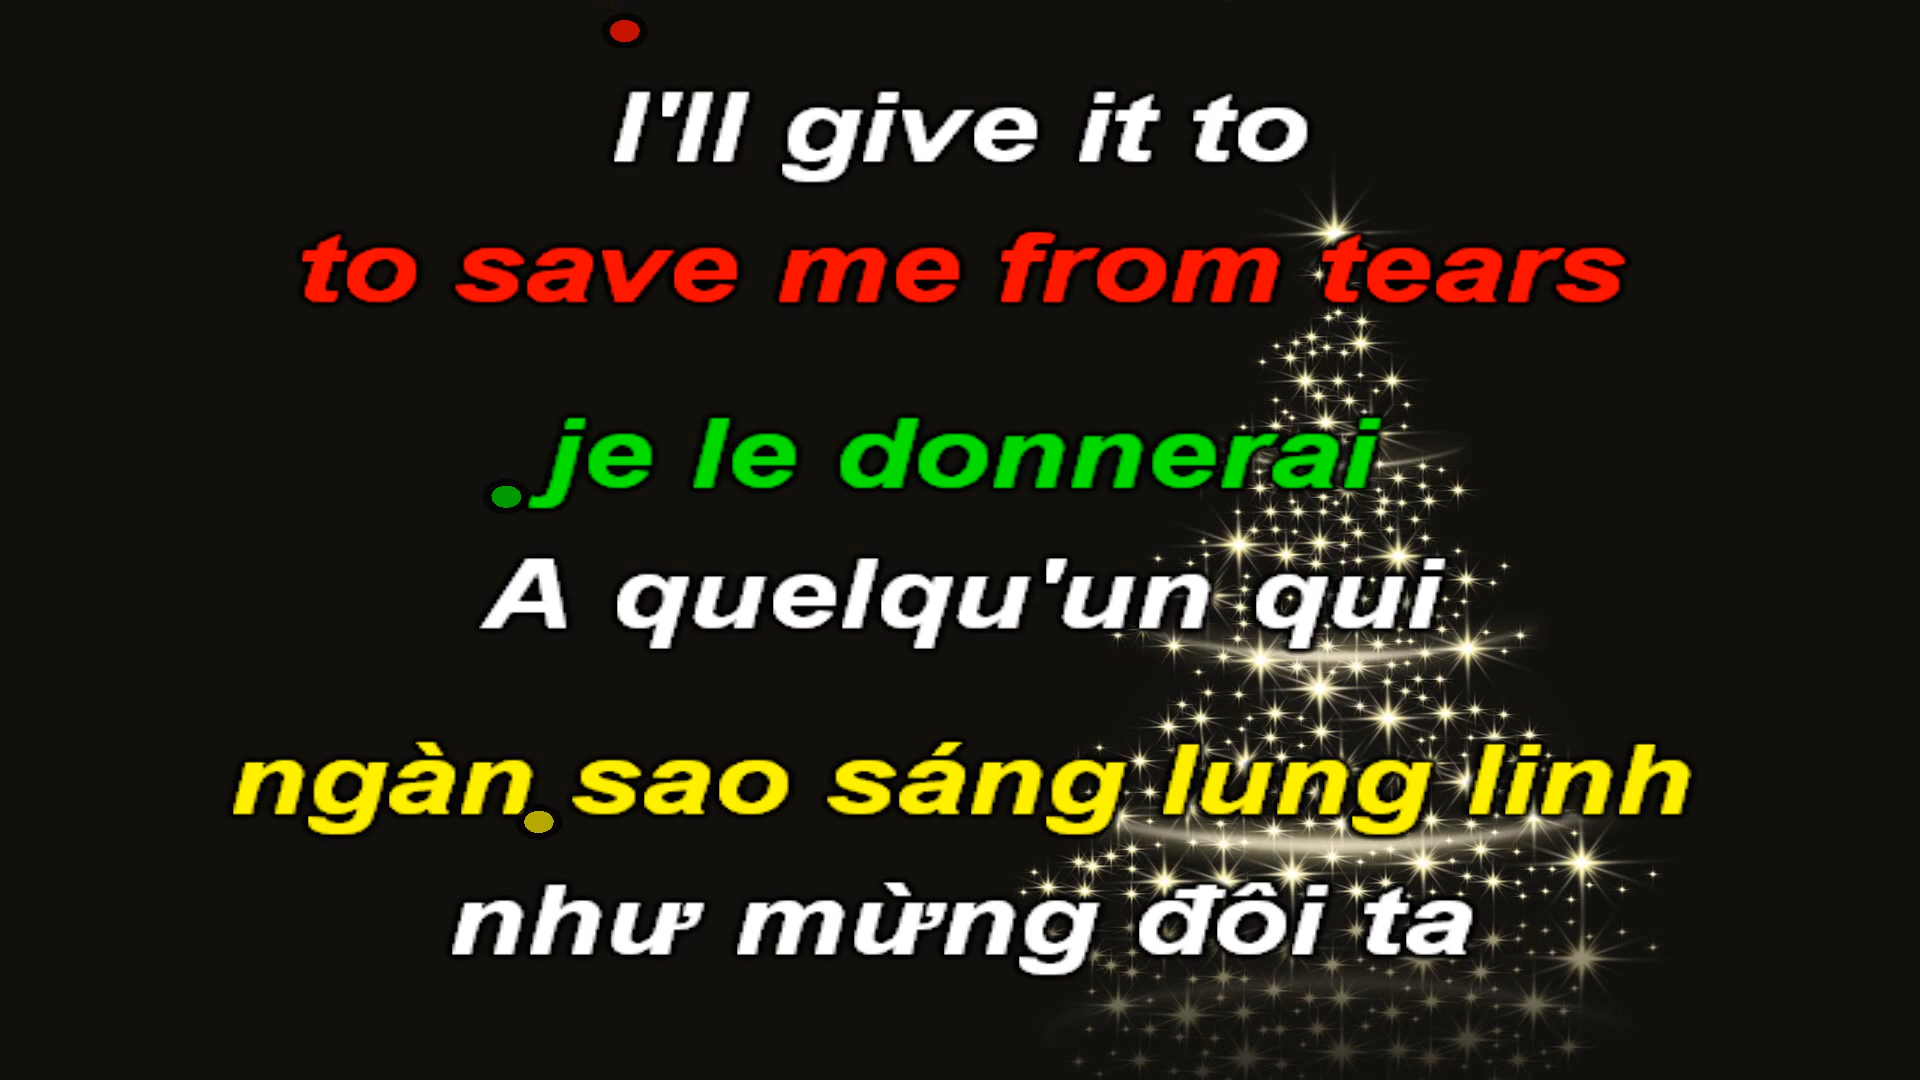 I'll give it to
to save me from tears
je le donnerai
A quelqu'un qui
ngàn sao sáng lung linh
như mừng đôi ta